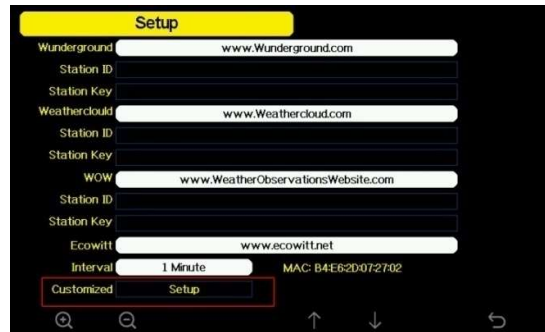 Setup
Wunderground www.Wunderground.com
Station ID
Station Key
Weatherclould www.Weathercloud.com
Station ID
Station Key
WOW www.WeatherObservationsWebsite.com
Station ID
Station Key
Ecowitt www.ecowitt.net
Interval 1 Minute MAC: B4:E6:2D:07:27:02
Customized Setup